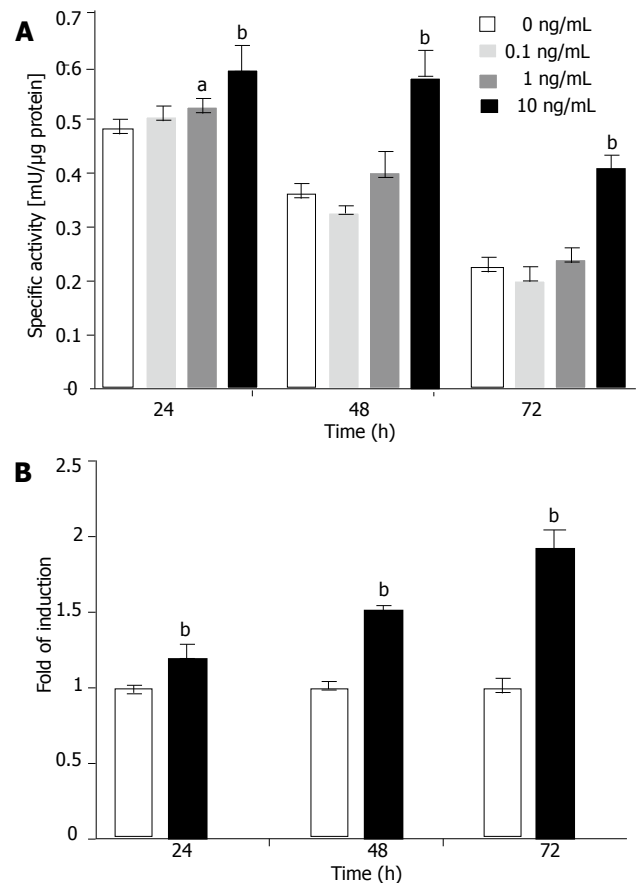 A
Specific activity [mU/µg protein]
0.7
0.6
0.5
0.4
0.3
0.2
0.1
0
a
b
b
b
0 ng/mL
0.1 ng/mL
1 ng/mL
10 ng/mL
24
48
72
Time (h)
B
Fold of induction
2.5
2
1.5
1
0.5
0
b
b
b
24
48
72
Time (h)